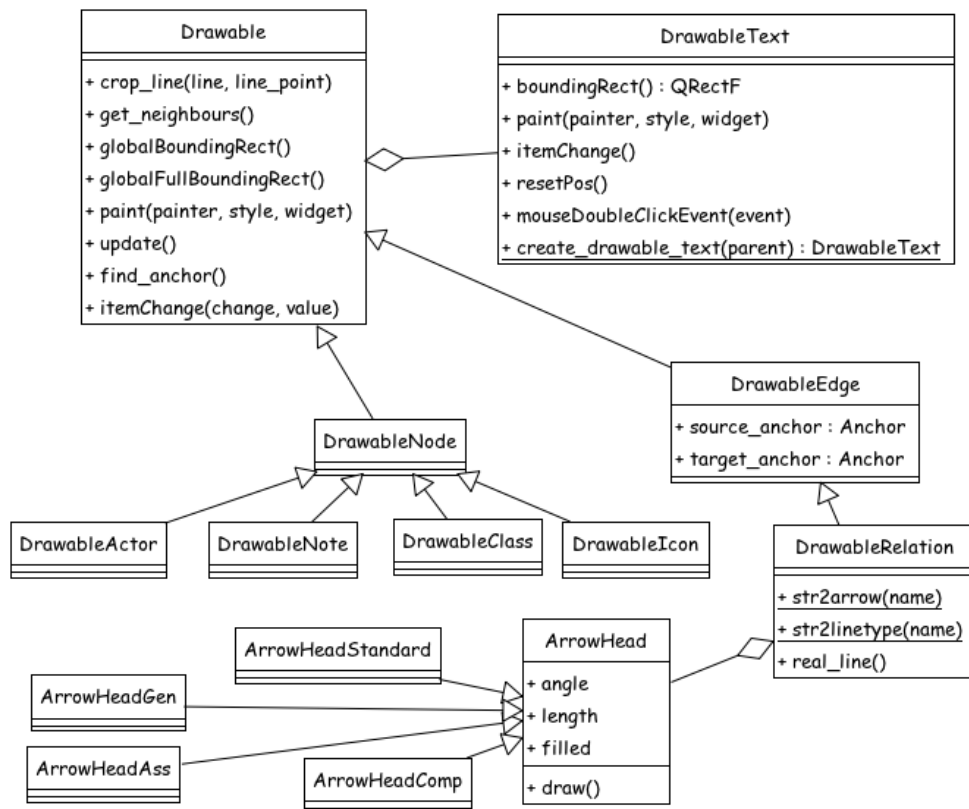 Drawable
+ crop_line(line, line_point)
+ get_neighbours()
+ globalBoundingRect()
+ globalFullBoundingRect()
+ paint(painter, style, widget)
+ update()
+ find_anchor()
+ itemChange(change, value)
DrawableText
+ boundingRect() : QRectF
+ paint(painter, style, widget)
+ itemChange()
+ resetPos()
+ mouseDoubleClickEvent(event)
+ create_drawable_text(parent) : DrawableText
DrawableEdge
+ source_anchor : Anchor
+ target_anchor : Anchor
DrawableNode
DrawableActor
DrawableNote
DrawableClass
DrawableIcon
DrawableRelation
+ str2arrow(name)
+ str2linetype(name)
+ real_line()
ArrowHeadStandard
ArrowHeadGen
ArrowHeadAss
ArrowHeadComp
ArrowHead
+ angle
+ length
+ filled
+ draw()